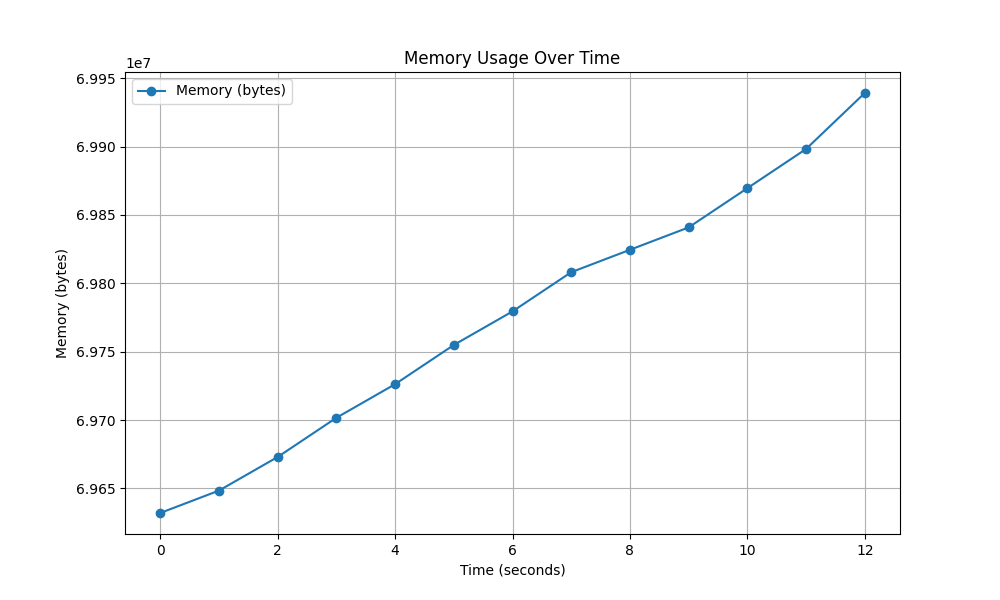 Memory Usage Over Time
1e7
6.995
6.990
6.985
6.980
6.975
6.970
6.965
Memory (bytes)
Memory (bytes)
0 2 4 6 8 10 12
Time (seconds)